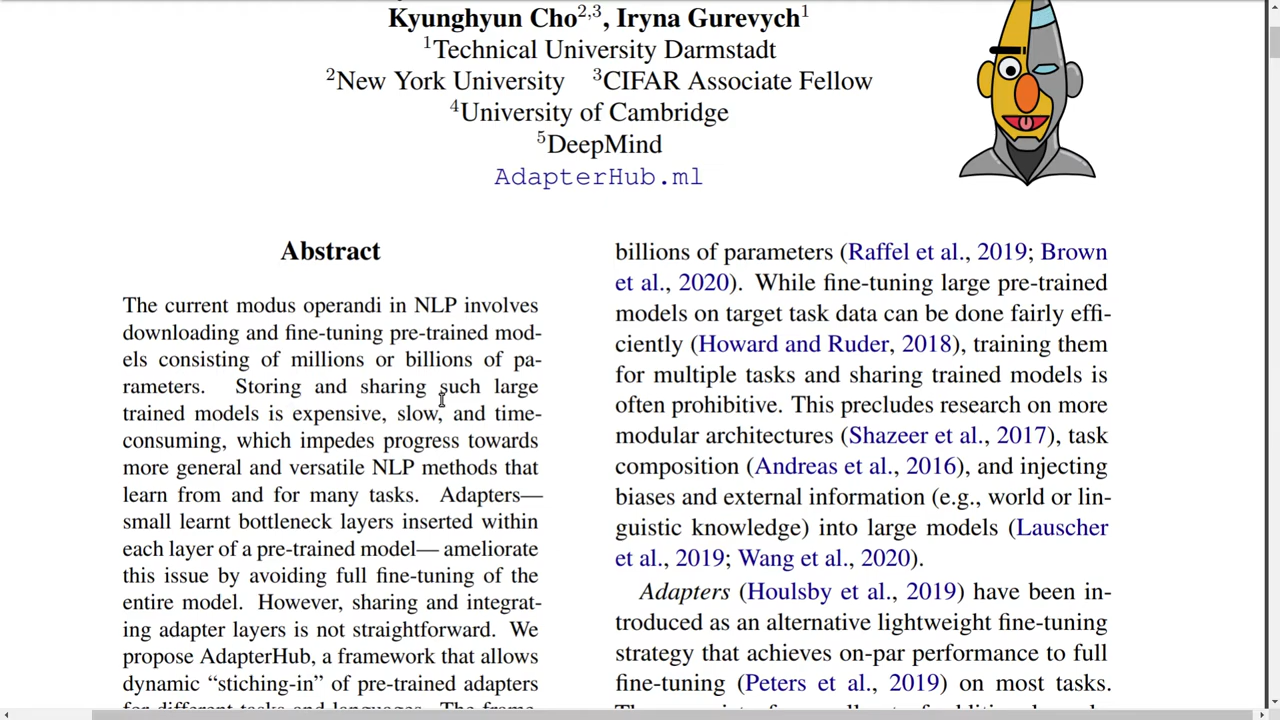 Kyunghyun Cho2,3, Iryna Gurevych1
1Technical University Darmstadt
2New York University 3CIFAR Associate Fellow
4University of Cambridge
5DeepMind
AdapterHub.ml
Abstract
The current modus operandi in NLP involves
downloading and fine-tuning pre-trained mod-
els consisting of millions or billions of pa-
rameters. Storing and sharing such large
trained models is expensive, slow, and time-
consuming, which impedes progress towards
more general and versatile NLP methods that
learn from and for many tasks. Adapters—
small learnt bottleneck layers inserted within
each layer of a pre-trained model— ameliorate
this issue by avoiding full fine-tuning of the
entire model. However, sharing and integrat-
ing adapter layers is not straightforward. We
propose AdapterHub, a framework that allows
dynamic “stiching-in” of pre-trained adapters
for different tasks and languages. The frame-
billions of parameters (Raffel et al., 2019; Brown
et al., 2020). While fine-tuning large pre-trained
models on target task data can be done fairly effi-
ciently (Howard and Ruder, 2018), training them
for multiple tasks and sharing trained models is
often prohibitive. This precludes research on more
modular architectures (Shazeer et al., 2017), task
composition (Andreas et al., 2016), and injecting
biases and external information (e.g., world or lin-
guistic knowledge) into large models (Lauscher
et al., 2019; Wang et al., 2020).
Adapters (Houlsby et al., 2019) have been in-
troduced as an alternative lightweight fine-tuning
strategy that achieves on-par performance to full
fine-tuning (Peters et al., 2019) on most tasks.